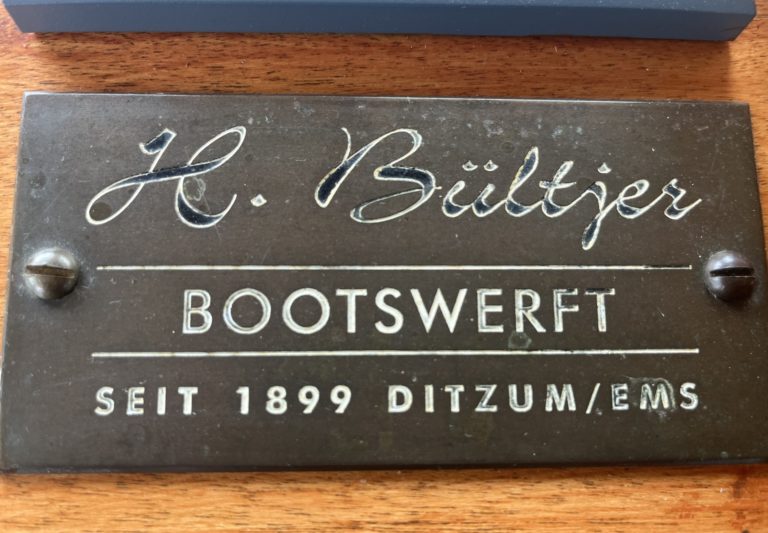 H. Bültjer
BOOTSWERFT
SEIT 1899 DITZUM/EMS